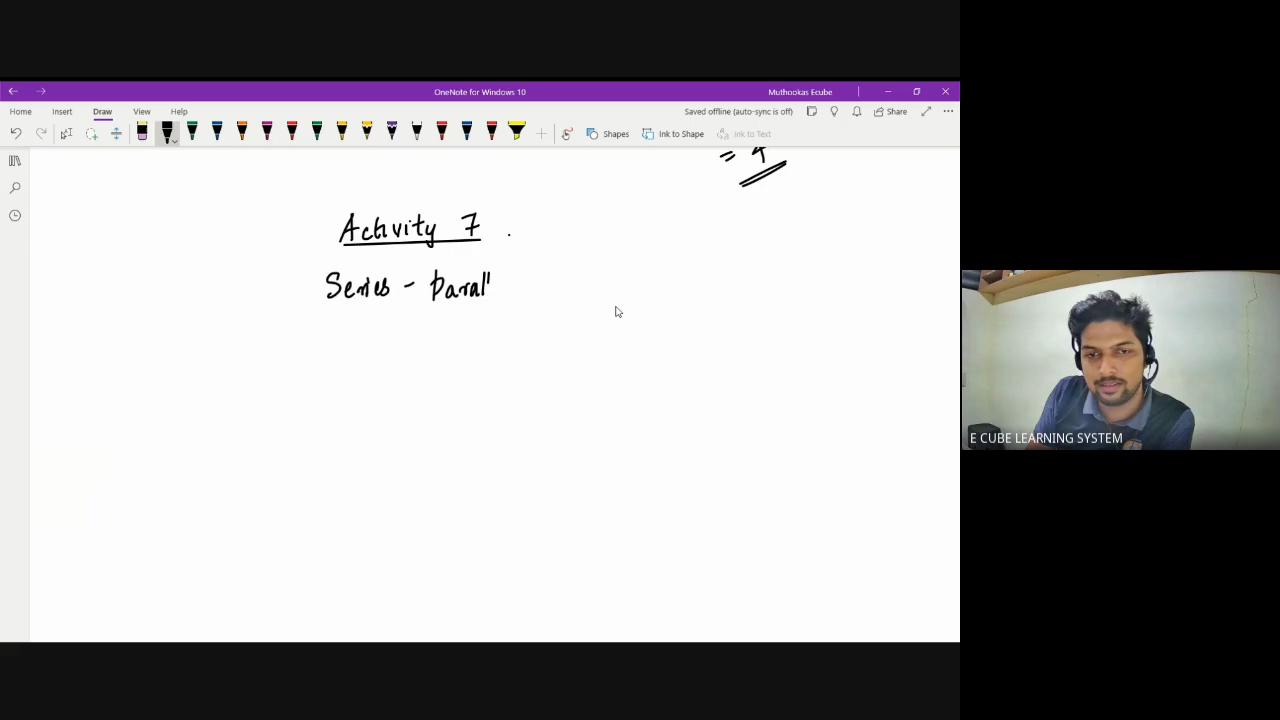 OneNote for Windows 10
Muthookas Ecube
Home Insert Draw View Help
Saved offline (auto-sync is off)
Share
Shapes
Ink to Shape
Ink to Text
= 4
Activity 7 .
Series - parall
E CUBE LEARNING SYSTEM